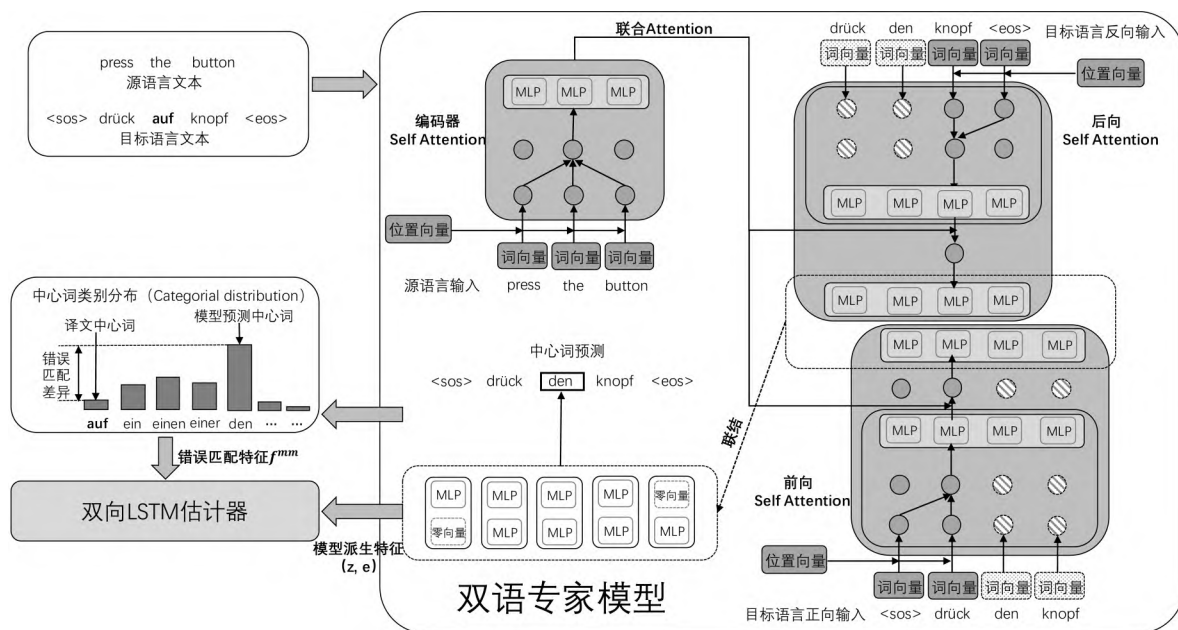 press the button
源语言文本
<sos> drück auf knopf <eos>
目标语言文本
联合Attention
MLP MLP MLP
编码器
Self Attention
位置向量
词向量 词向量 词向量
源语言输入 press the button
drück den knopf <eos> 目标语言反向输入
词向量 词向量 词向量 词向量
位置向量
后向
Self Attention
MLP MLP MLP MLP
MLP MLP MLP MLP
MLP MLP MLP MLP
MLP MLP MLP MLP
前向
Self Attention
位置向量
词向量 词向量 词向量 词向量
目标语言正向输入 <sos> drück den knopf
联结
中心词预测
<sos> drück den knopf <eos>
MLP MLP MLP MLP 零向量
零向量 MLP MLP MLP MLP
双语专家模型
中心词类别分布（Categorial distribution）
模型预测中心词
译文中心词
错误
匹配
差异
auf ein einen einer den ... ...
错误匹配特征f^mm
双向LSTM估计器
模型派生特征
(z, e)